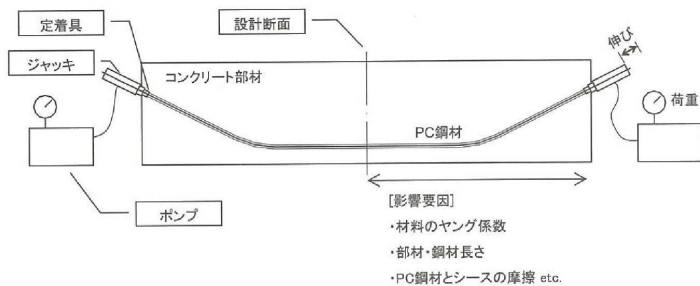 定着具
設計断面
伸び
ジャッキ
コンクリート部材
荷重
PC鋼材
ポンプ
[影響要因]
・材料のヤング係数
・部材・鋼材長さ
・PC鋼材とシースの摩擦 etc.